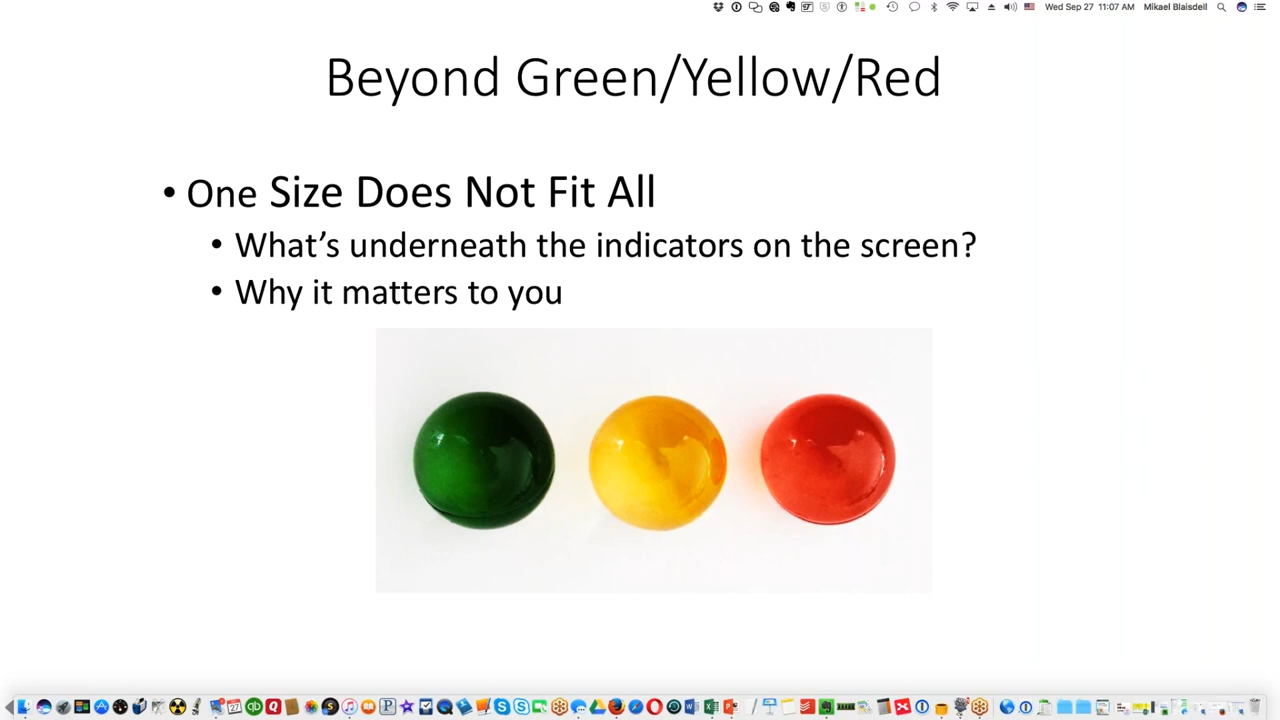 Wed Sep 27 11:07 AM Mikael Blaisdell
Beyond Green/Yellow/Red
• One Size Does Not Fit All
• What’s underneath the indicators on the screen?
• Why it matters to you